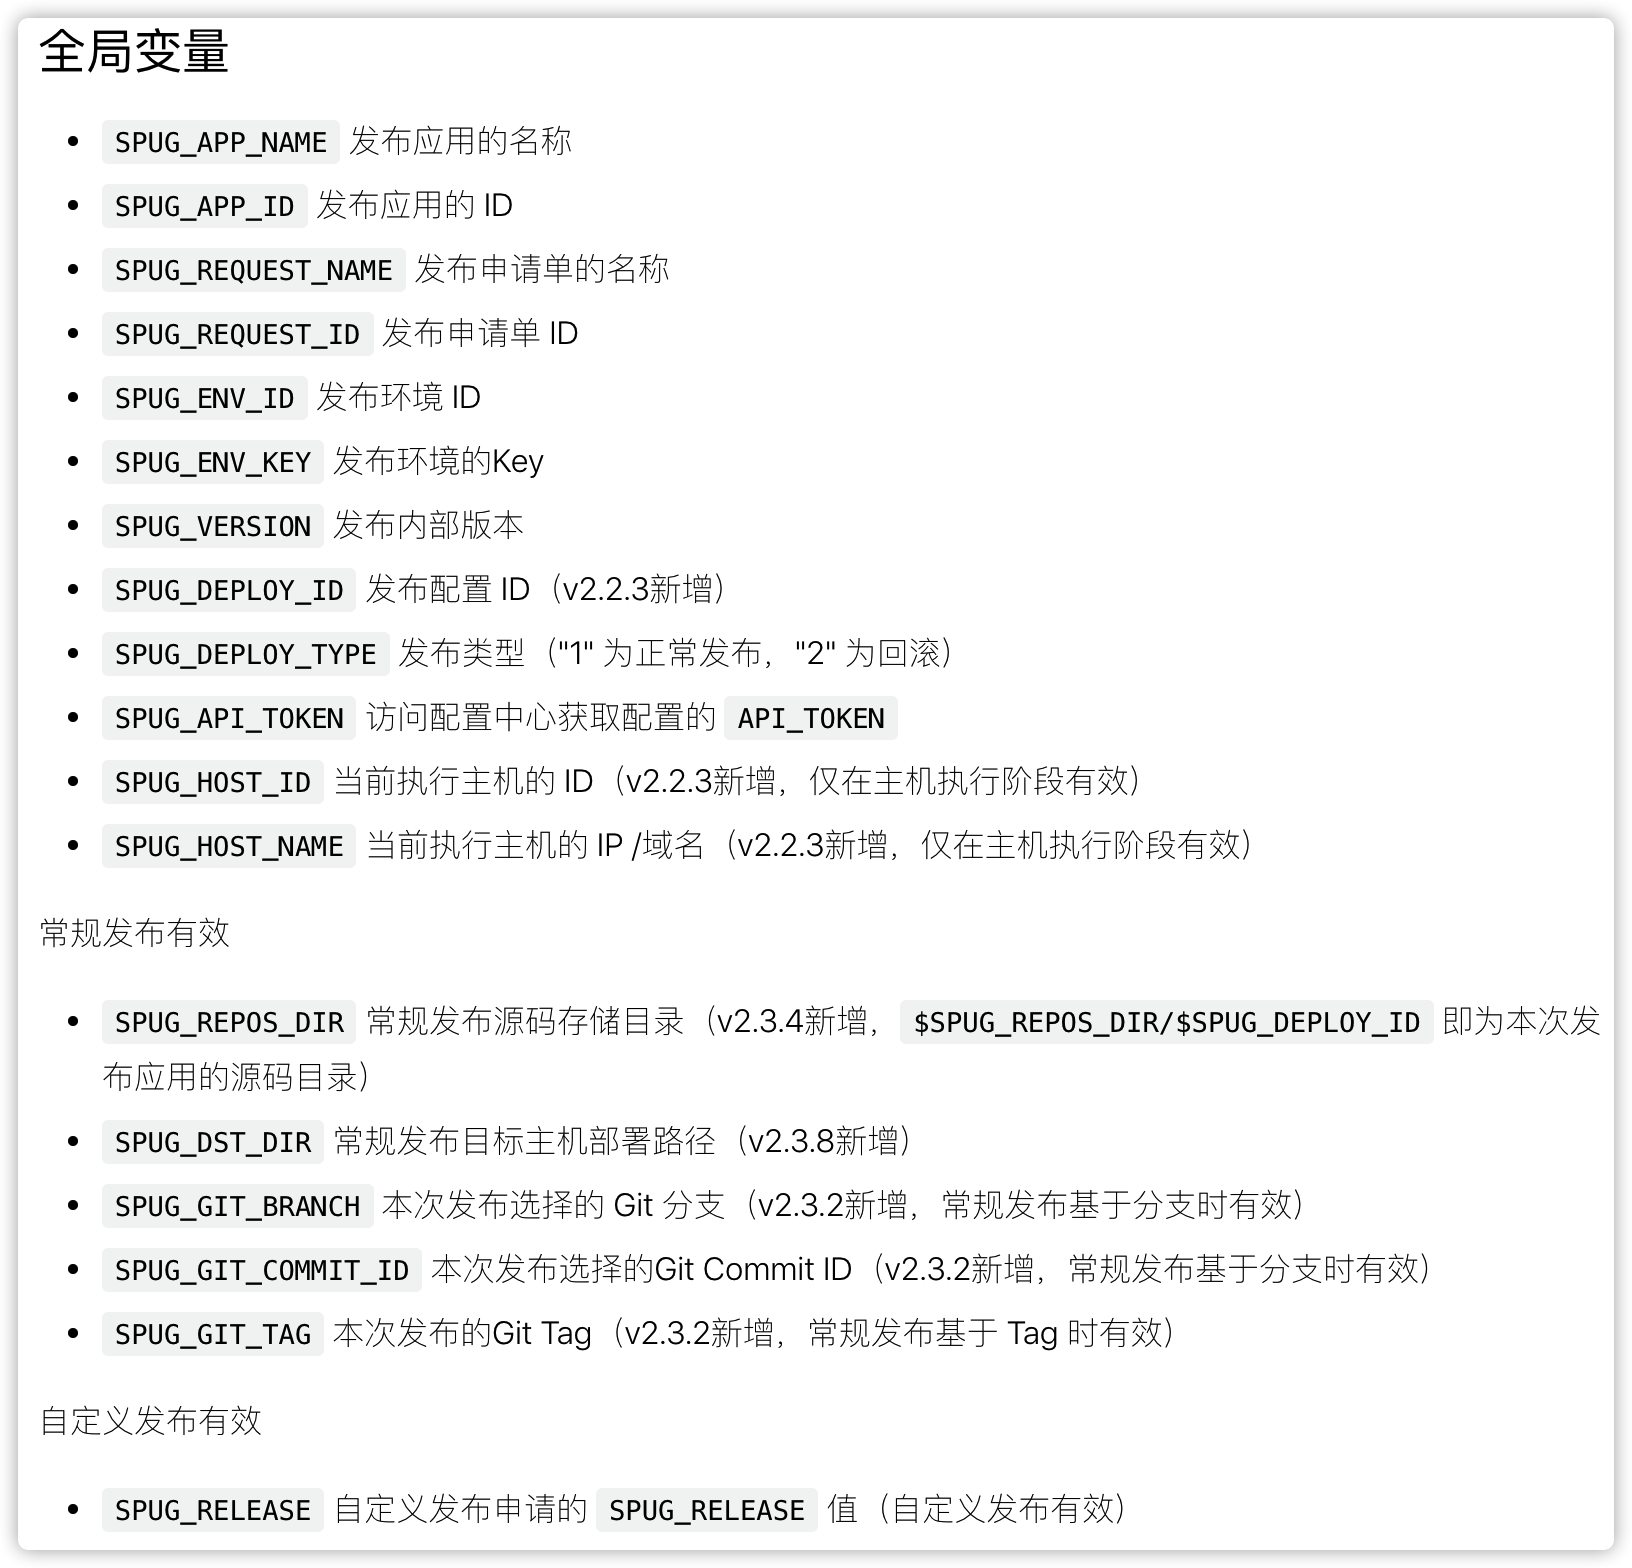 全局变量
SPUG_APP_NAME 发布应用的名称
SPUG_APP_ID 发布应用的 ID
SPUG_REQUEST_NAME 发布申请单的名称
SPUG_REQUEST_ID 发布申请单 ID
SPUG_ENV_ID 发布环境 ID
SPUG_ENV_KEY 发布环境的Key
SPUG_VERSION 发布内部版本
SPUG_DEPLOY_ID 发布配置 ID（v2.2.3新增）
SPUG_DEPLOY_TYPE 发布类型（"1" 为正常发布，"2" 为回滚）
SPUG_API_TOKEN 访问配置中心获取配置的 API_TOKEN
SPUG_HOST_ID 当前执行主机的 ID（v2.2.3新增，仅在主机执行阶段有效）
SPUG_HOST_NAME 当前执行主机的 IP /域名（v2.2.3新增，仅在主机执行阶段有效）
常规发布有效
SPUG_REPOS_DIR 常规发布源码存储目录（v2.3.4新增，$SPUG_REPOS_DIR/$SPUG_DEPLOY_ID 即为本次发
布应用的源码目录）
SPUG_DST_DIR 常规发布目标主机部署路径（v2.3.8新增）
SPUG_GIT_BRANCH 本次发布选择的 Git 分支（v2.3.2新增，常规发布基于分支时有效）
SPUG_GIT_COMMIT_ID 本次发布选择的Git Commit ID（v2.3.2新增，常规发布基于分支时有效）
SPUG_GIT_TAG 本次发布的Git Tag（v2.3.2新增，常规发布基于 Tag 时有效）
自定义发布有效
SPUG_RELEASE 自定义发布申请的 SPUG_RELEASE 值（自定义发布有效）